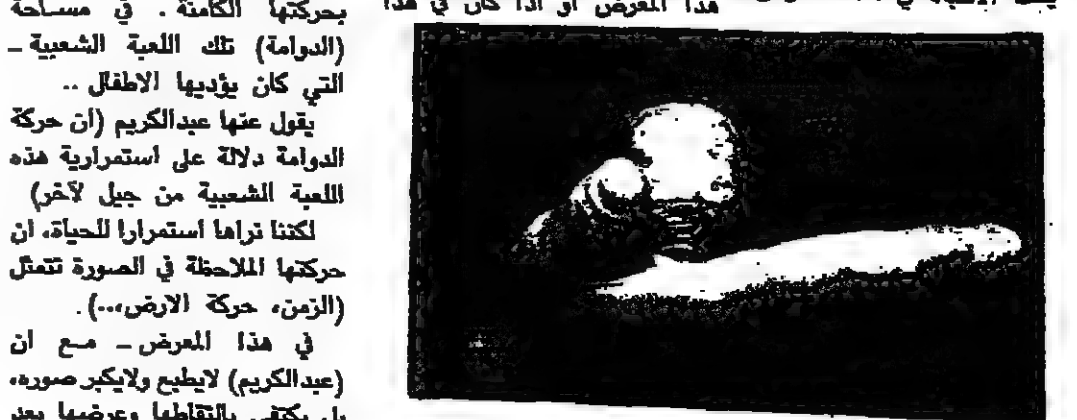 هذا المعرض او اذا كان في هذا
بحركتها الكامنة . في مساحة
(الدوامة) تلك اللعبة الشعبية ـ
التي كان يؤديها الاطفال ..
يقول عنها عبدالكريم (ان حركة
الدوامة دلالة على استمرارية هذه
اللعبة الشعبية من جيل لآخر)
لكننا نراها استمرارا للحياة، ان
حركتها الملاحظة في الصورة تتمثل
(الزمن، حركة الارض،..) .
في هذا المعرض ـ مع ان
(عبدالكريم) لايطبع ولايكبر صوره،
بل يكتفي بالتقاطها وعرضها بعد